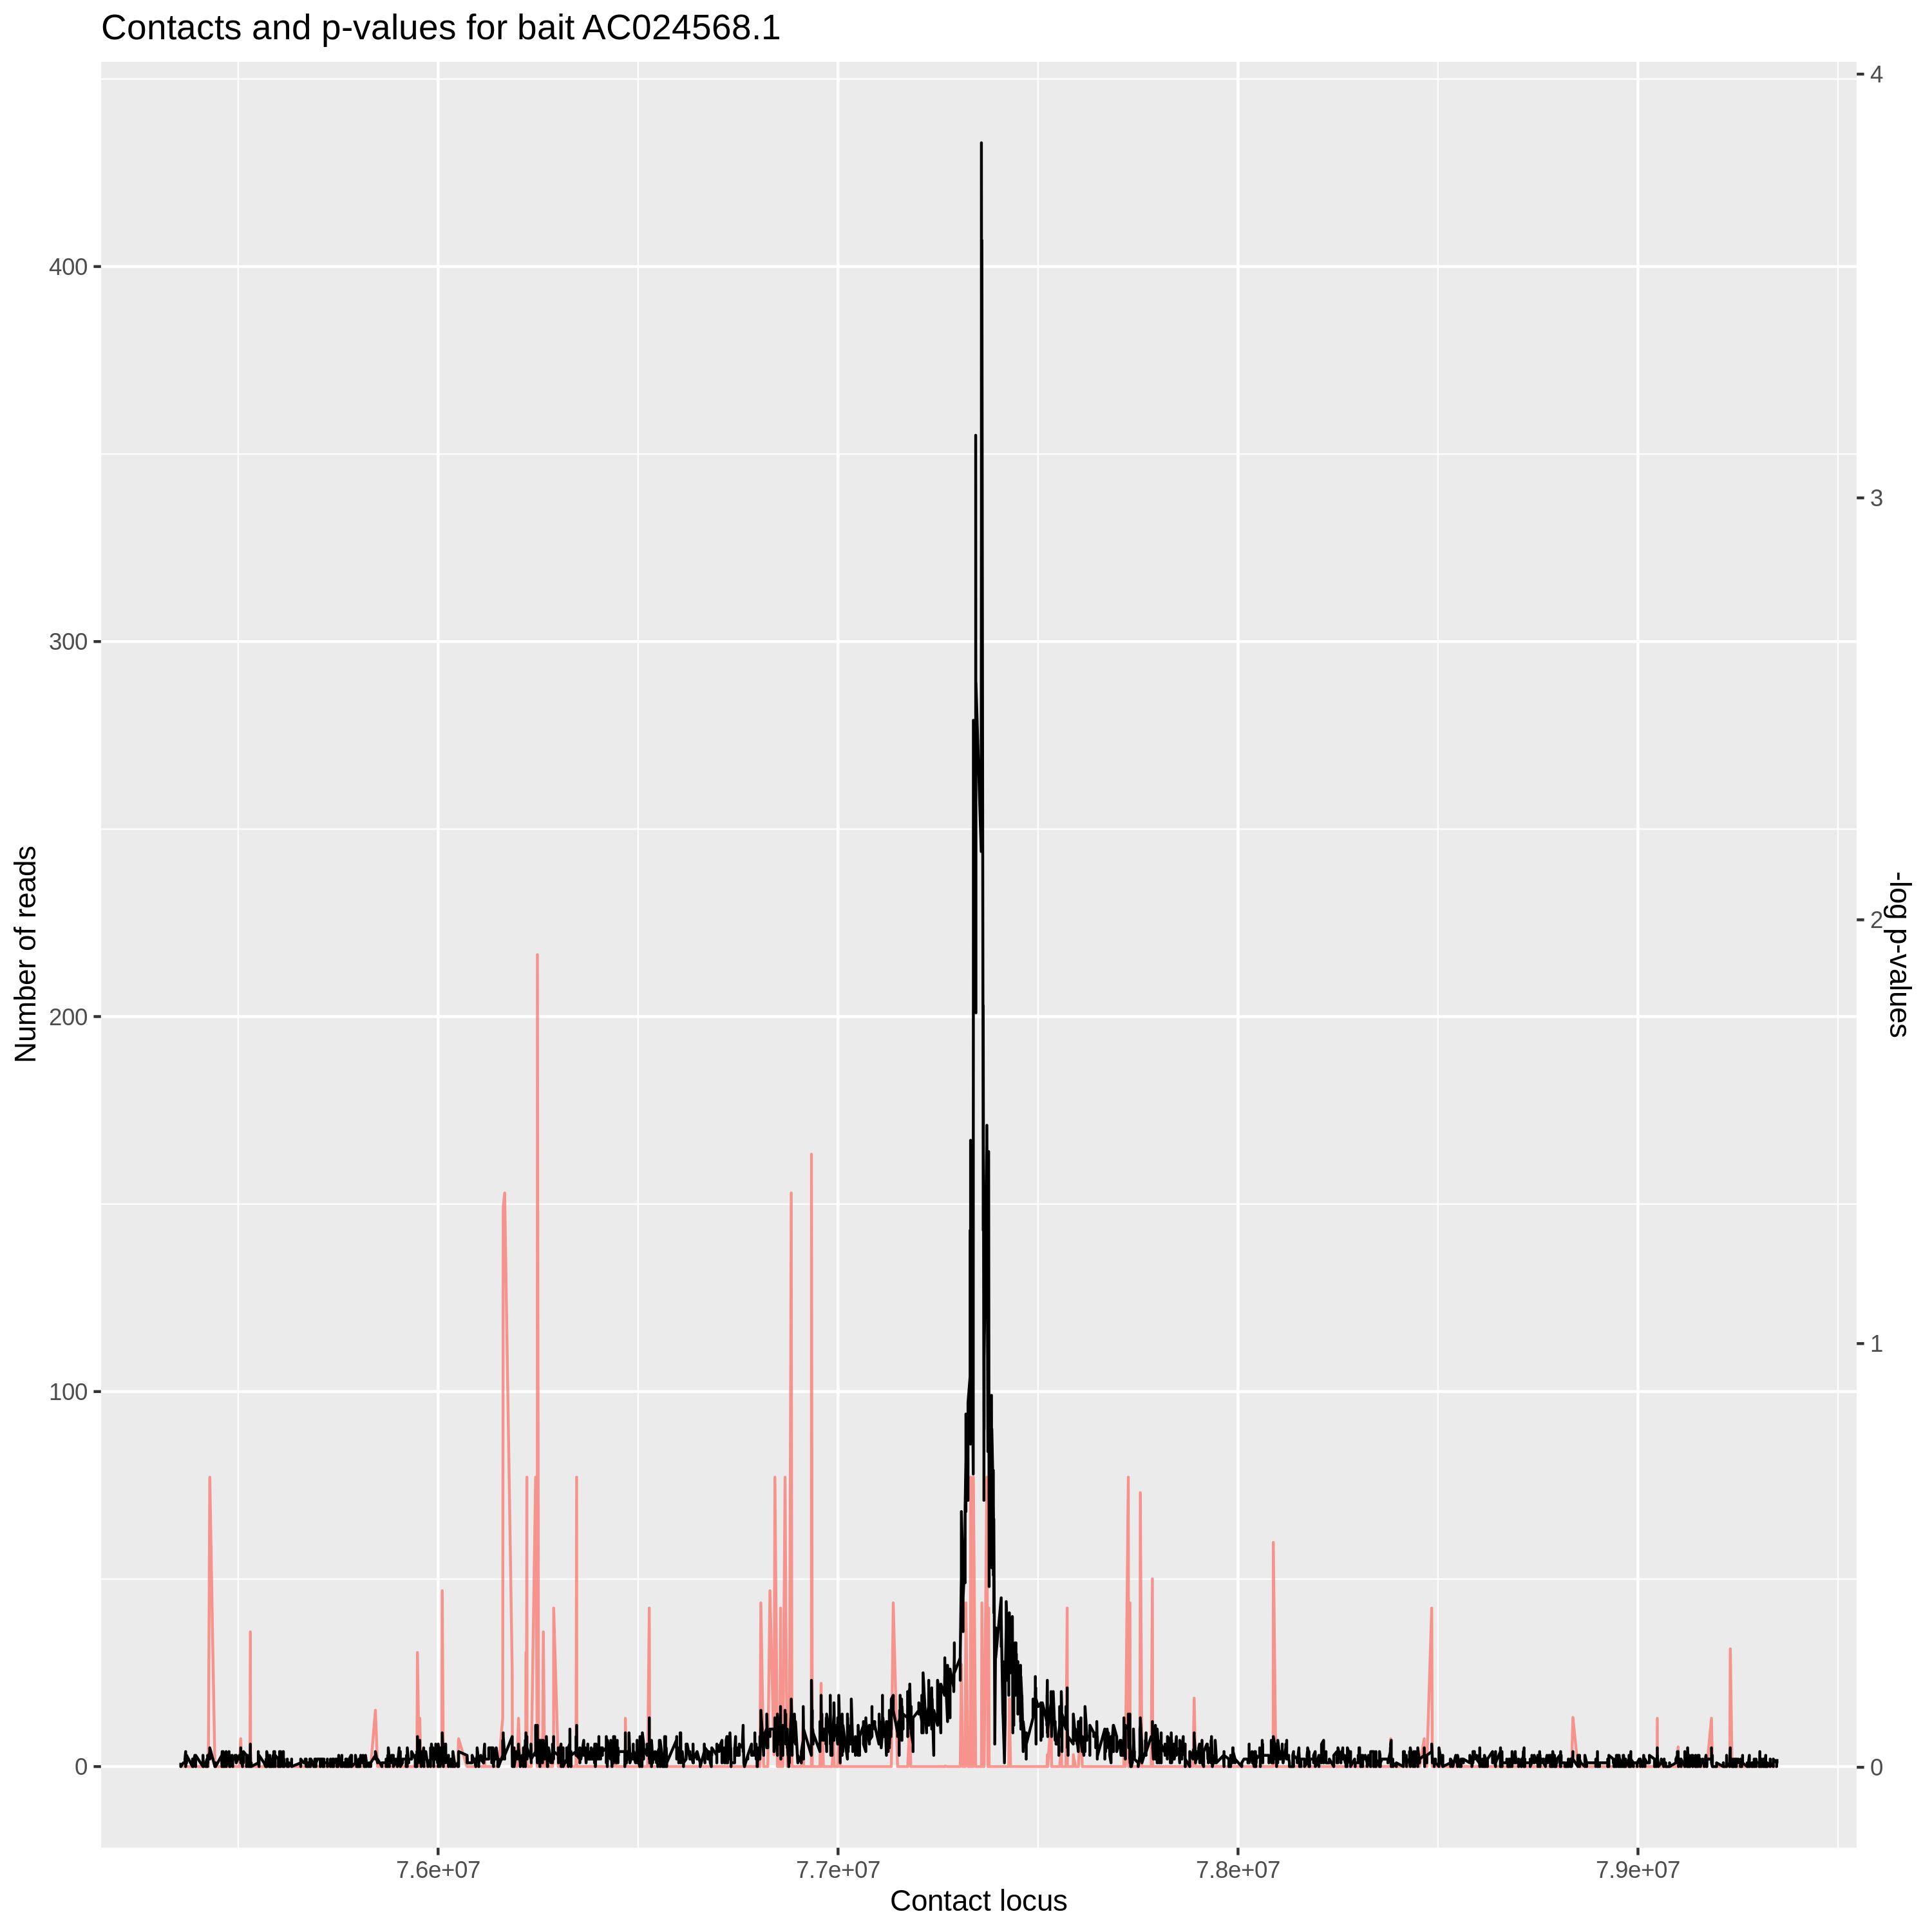 Contacts and p-values for bait AC024568.1
Number of reads
400
300
200
100
0
4
3
2
1
0
-log p-values
7.6e+07
7.7e+07
7.8e+07
7.9e+07
Contact locus